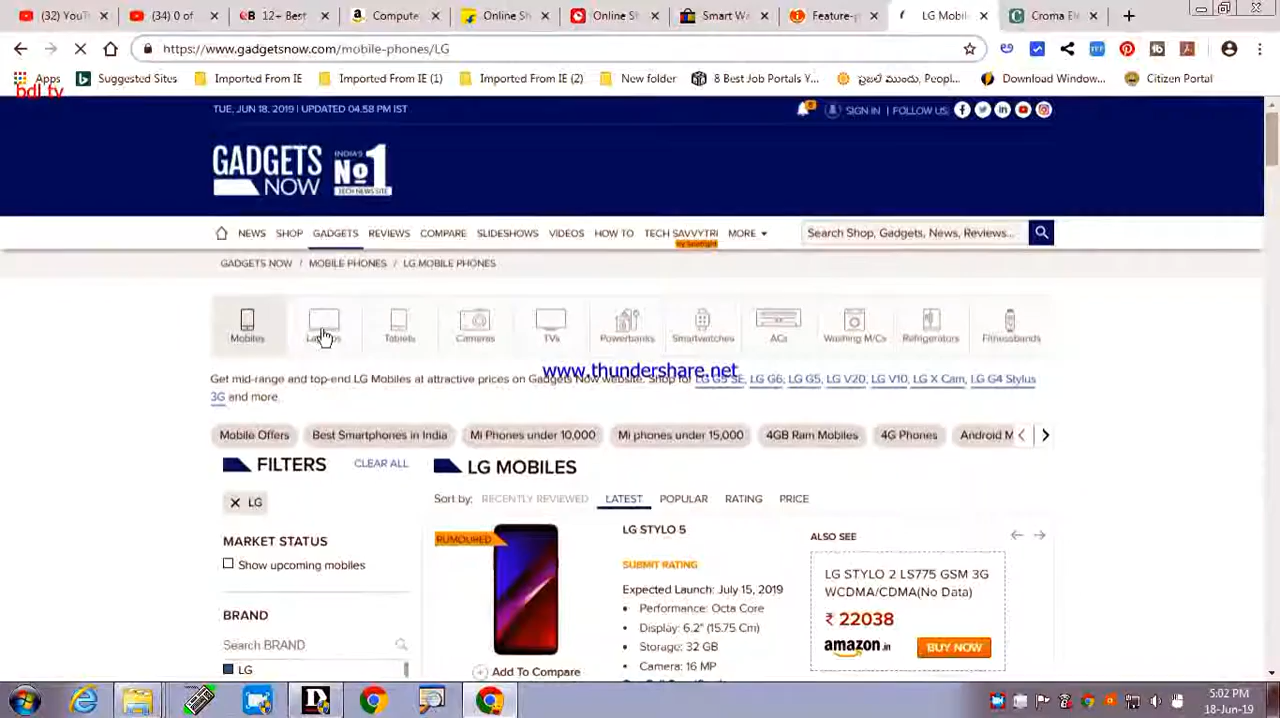 (32) YouT
(34) 0 of
12+ Best
Compute
Online Sh
Online Sh
Smart Wa
Feature-p
LG Mobil
Croma El
https://www.gadgetsnow.com/mobile-phones/LG
Apps
Suggested Sites
Imported From IE
Imported From IE (1)
Imported From IE (2)
New folder
8 Best Job Portals Y...
ప్రజల ముందు, Peopl...
Download Window...
Citizen Portal
bdl tv
TUE, JUN 18, 2019 | UPDATED 04.58 PM IST
SIGN IN | FOLLOW US:
GADGETS NOW
INDIA'S No1 TECH NEWS SITE
NEWS SHOP GADGETS REVIEWS COMPARE SLIDESHOWS VIDEOS HOW TO TECH SAVVYTRI MORE
Search Shop, Gadgets, News, Reviews...
GADGETS NOW / MOBILE PHONES / LG MOBILE PHONES
Mobiles Tablets Cameras TVs Powerbanks Smartwatches ACs Washing M/Cs Refrigerators Fitnessbands
www.thundershare.net
Get mid-range and top-end LG Mobiles at attractive prices on Gadgets Now website. Shop for LG G5 SE, LG G6, LG G5, LG V20, LG V10, LG X Cam, LG G4 Stylus
3G and more.
Mobile Offers Best Smartphones in India Mi Phones under 10,000 Mi phones under 15,000 4GB Ram Mobiles 4G Phones Android M
FILTERS CLEAR ALL
LG MOBILES
Sort by: RECENTLY REVIEWED LATEST POPULAR RATING PRICE
LG
MARKET STATUS
Show upcoming mobiles
BRAND
Search BRAND
LG
RUMOURED
Add To Compare
LG STYLO 5
SUBMIT RATING
Expected Launch: July 15, 2019
Performance: Octa Core
Display: 6.2" (15.75 Cm)
Storage: 32 GB
Camera: 16 MP
ALSO SEE
LG STYLO 2 LS775 GSM 3G
WCDMA/CDMA(No Data)
₹ 22038
amazon.in
BUY NOW
5:02 PM
18-Jun-19